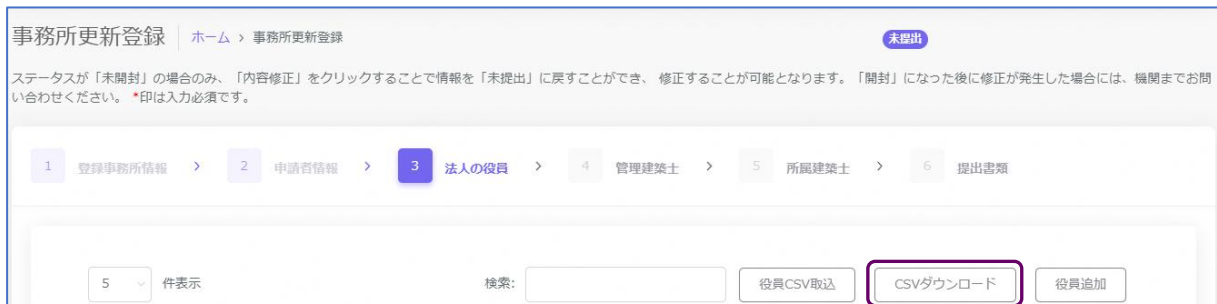 事務所更新登録 ホーム > 事務所更新登録 未提出
ステータスが「未開封」の場合のみ、「内容修正」をクリックすることで情報を「未提出」に戻すことができ、 修正することが可能となります。「開封」になった後に修正が発生した場合には、機関までお問
い合わせください。 *印は入力必須です。
1 登録事務所情報 > 2 申請者情報 > 3 法人の役員 > 4 管理建築士 > 5 所属建築士 > 6 提出書類
5 件表示 検索: 役員CSV取込 CSVダウンロード 役員追加